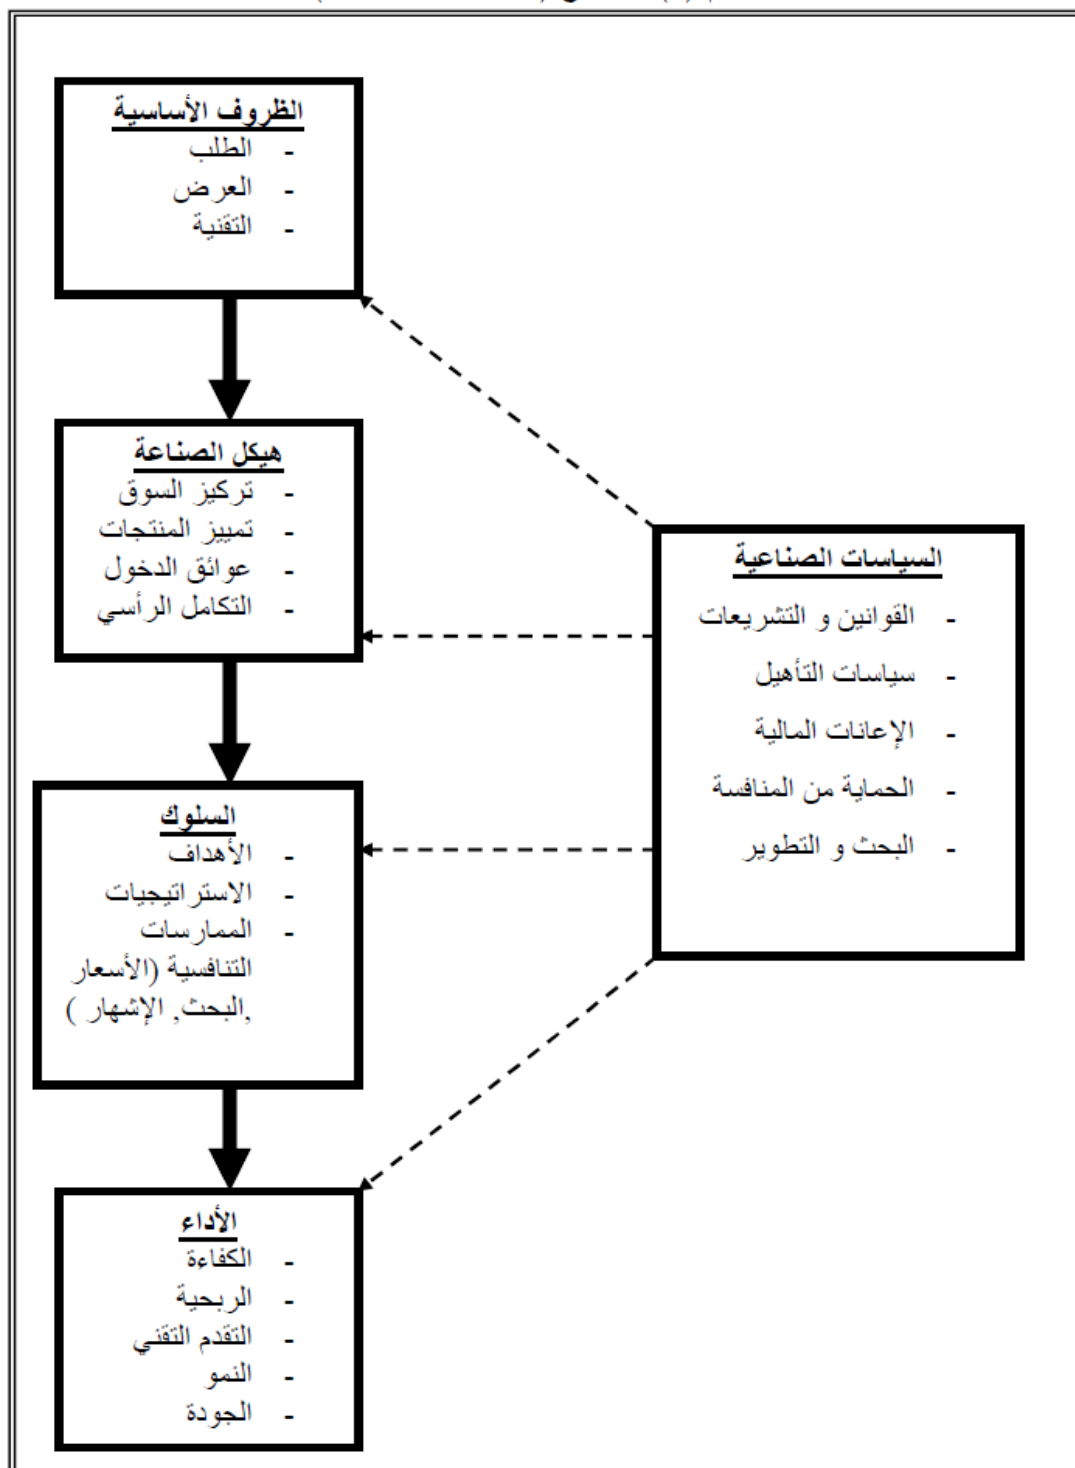 الظروف الأساسية
- الطلب
- العرض
- التقنية
هيكل الصناعة
- تركيز السوق
- تمييز المنتجات
- عوائق الدخول
- التكامل الرأسي
السلوك
- الأهداف
- الاستراتيجيات
- الممارسات
التنافسية (الأسعار
,البحث, الإشهار )
الأداء
- الكفاءة
- الربحية
- التقدم التقني
- النمو
- الجودة
السياسات الصناعية
- القوانين و التشريعات
- سياسات التأهيل
- الإعانات المالية
- الحماية من المنافسة
- البحث و التطوير